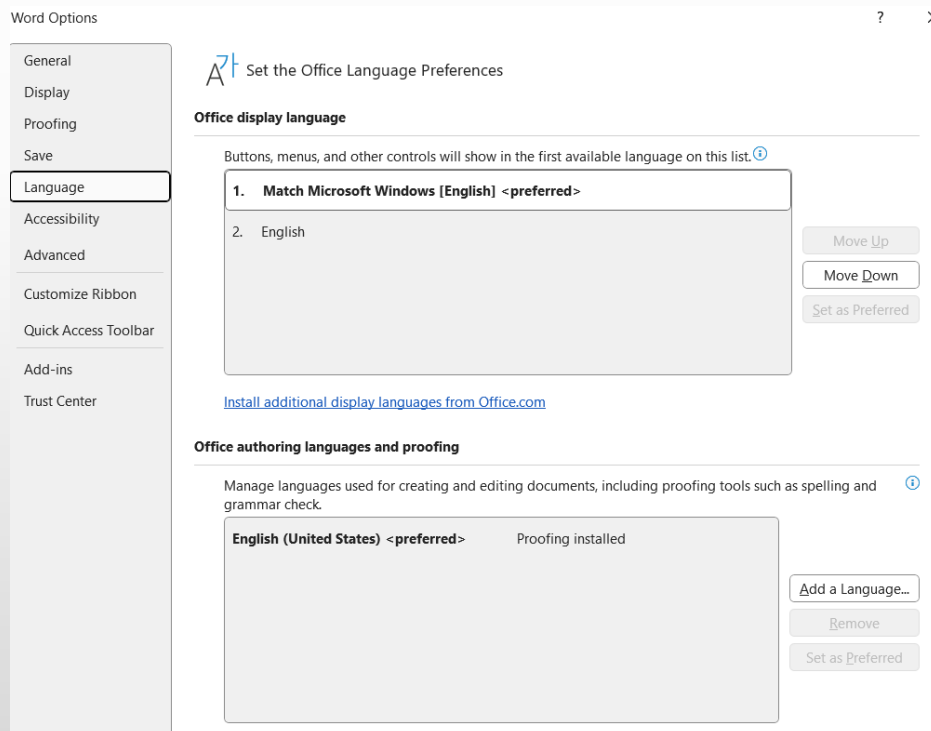 Word Options
?
General
Display
Proofing
Save
Language
Accessibility
Advanced
Customize Ribbon
Quick Access Toolbar
Add-ins
Trust Center
Set the Office Language Preferences
Office display language
Buttons, menus, and other controls will show in the first available language on this list.
1. Match Microsoft Windows [English] <preferred>
2. English
Move Up
Move Down
Set as Preferred
Install additional display languages from Office.com
Office authoring languages and proofing
Manage languages used for creating and editing documents, including proofing tools such as spelling and
grammar check.
English (United States) <preferred> Proofing installed
Add a Language...
Remove
Set as Preferred